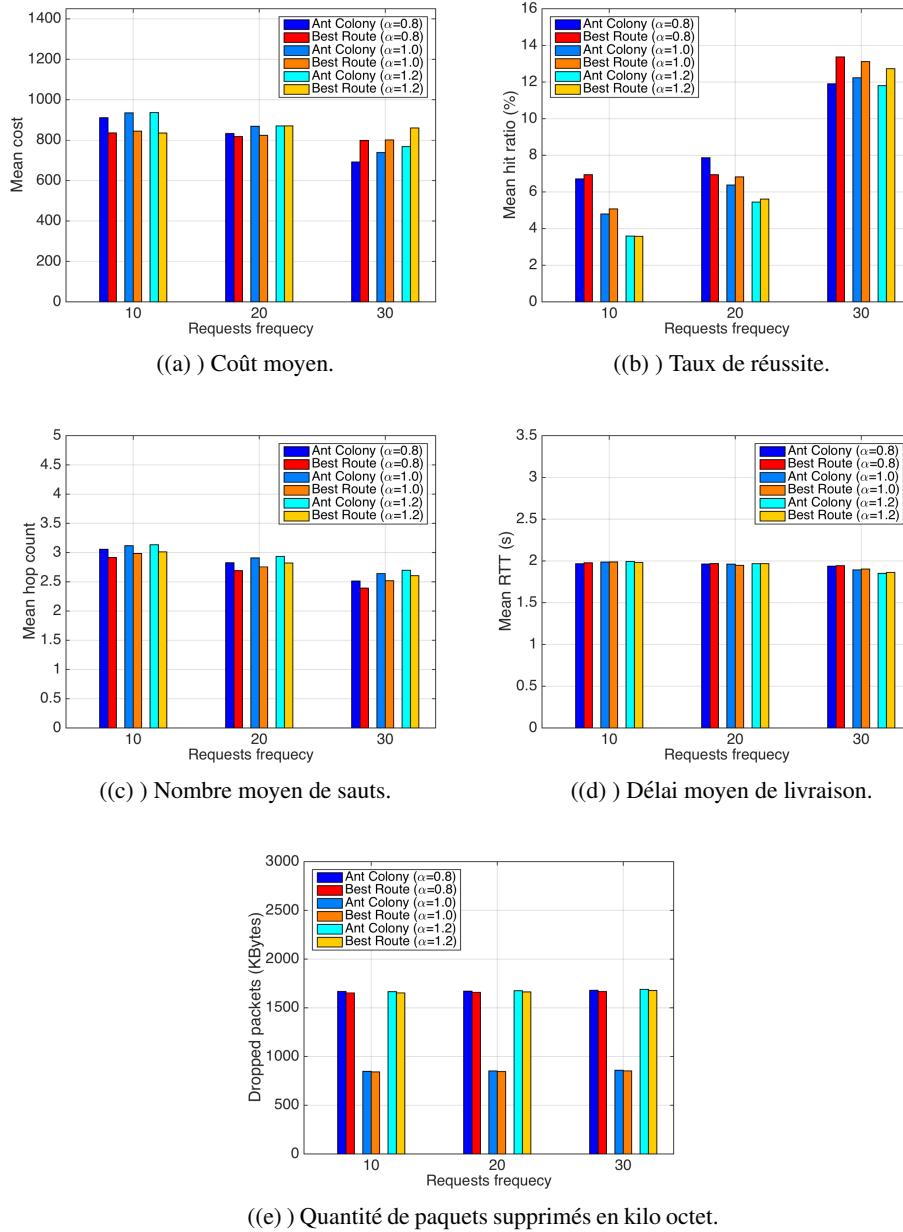 1400
1200
1000
800
600
400
200
0
Mean cost
10 20 30
Requests frequecy
Ant Colony (α=0.8)
Best Route (α=0.8)
Ant Colony (α=1.0)
Best Route (α=1.0)
Ant Colony (α=1.2)
Best Route (α=1.2)
((a) ) Coût moyen.
16
14
12
10
8
6
4
2
0
Mean hit ratio (%)
10 20 30
Requests frequecy
Ant Colony (α=0.8)
Best Route (α=0.8)
Ant Colony (α=1.0)
Best Route (α=1.0)
Ant Colony (α=1.2)
Best Route (α=1.2)
((b) ) Taux de réussite.
5
4.5
4
3.5
3
2.5
2
1.5
1
0.5
0
Mean hop count
10 20 30
Requests frequecy
Ant Colony (α=0.8)
Best Route (α=0.8)
Ant Colony (α=1.0)
Best Route (α=1.0)
Ant Colony (α=1.2)
Best Route (α=1.2)
((c) ) Nombre moyen de sauts.
3.5
3
2.5
2
1.5
1
0.5
0
Mean RTT (s)
10 20 30
Requests frequecy
Ant Colony (α=0.8)
Best Route (α=0.8)
Ant Colony (α=1.0)
Best Route (α=1.0)
Ant Colony (α=1.2)
Best Route (α=1.2)
((d) ) Délai moyen de livraison.
3000
2500
2000
1500
1000
500
0
Dropped packets (KBytes)
10 20 30
Requests frequecy
Ant Colony (α=0.8)
Best Route (α=0.8)
Ant Colony (α=1.0)
Best Route (α=1.0)
Ant Colony (α=1.2)
Best Route (α=1.2)
((e) ) Quantité de paquets supprimés en kilo octet.